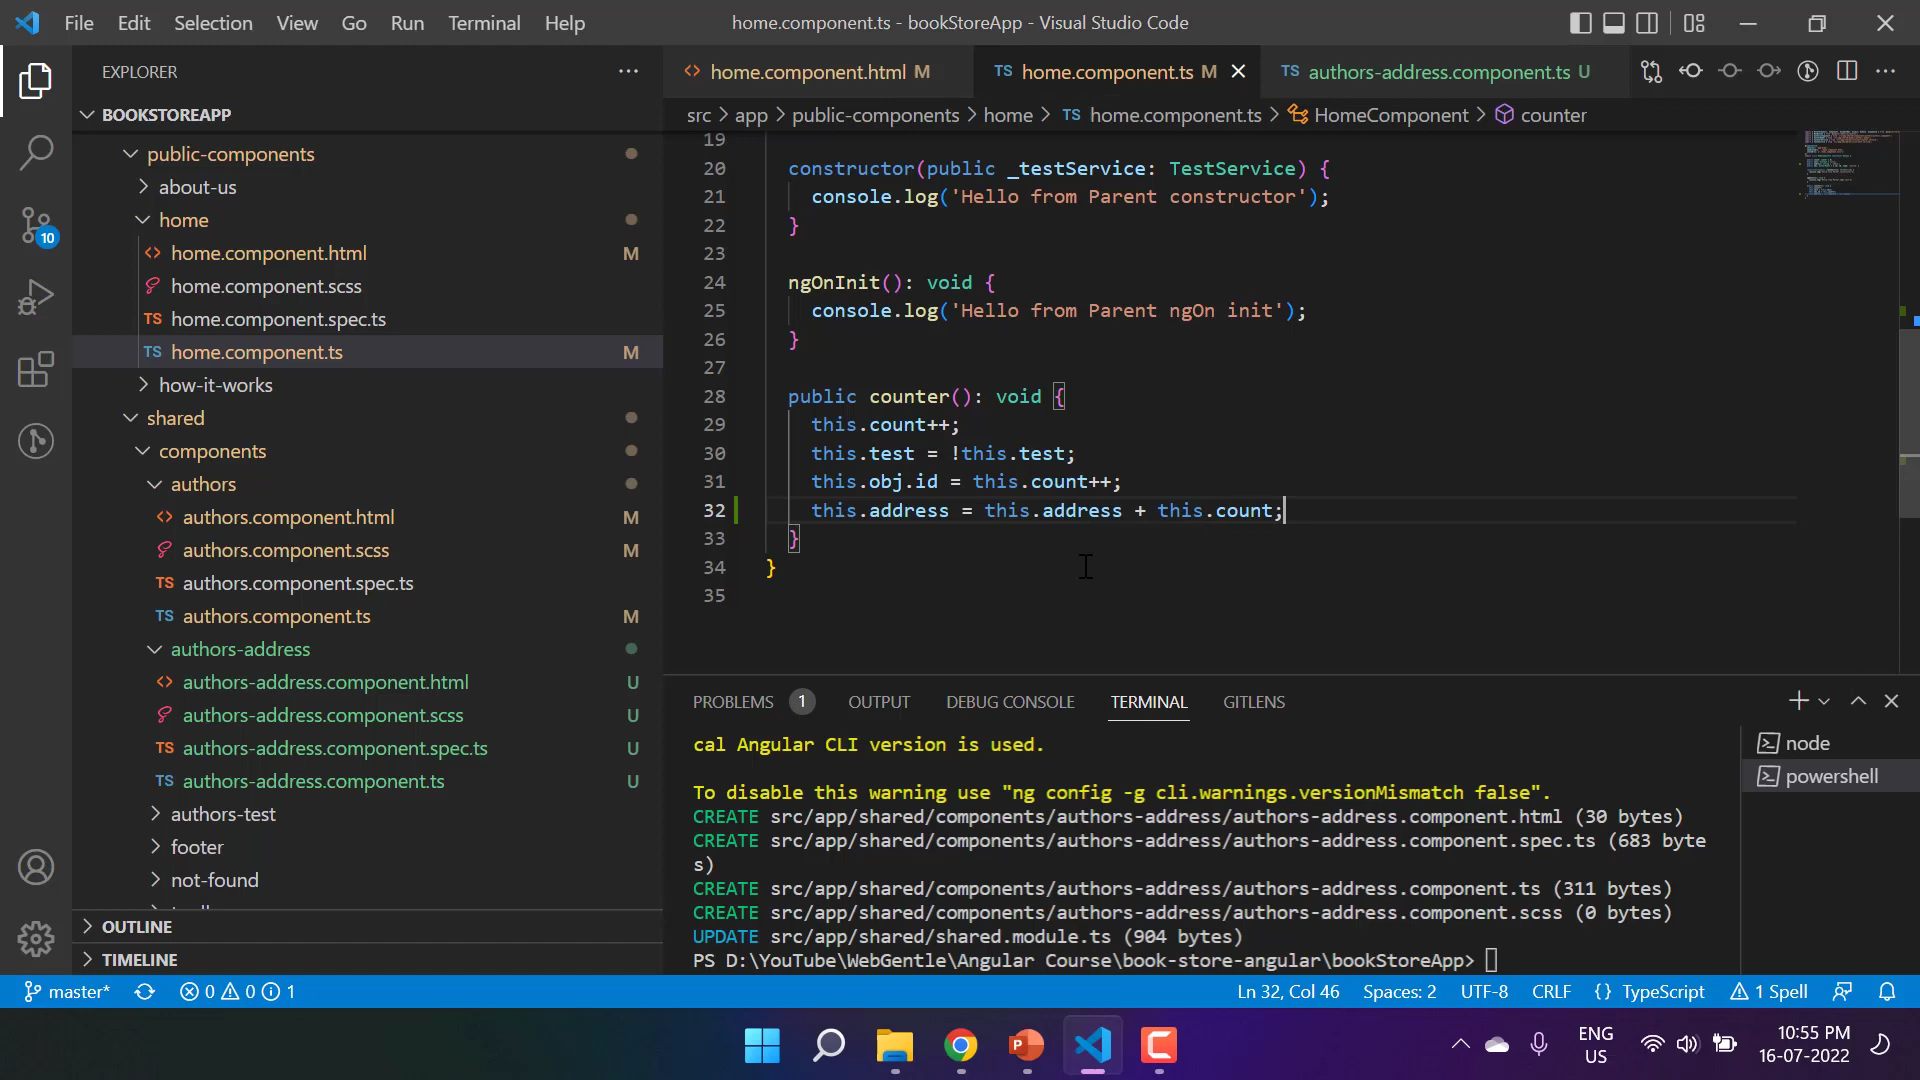 File Edit Selection View Go Run Terminal Help
home.component.ts - bookStoreApp - Visual Studio Code
EXPLORER
BOOKSTOREAPP
public-components
about-us
home
home.component.html M
home.component.scss
home.component.spec.ts
home.component.ts M
how-it-works
shared
components
authors
authors.component.html M
authors.component.scss M
authors.component.spec.ts
authors.component.ts M
authors-address
authors-address.component.html U
authors-address.component.scss U
authors-address.component.spec.ts U
authors-address.component.ts U
authors-test
footer
not-found
OUTLINE
TIMELINE
10
home.component.html M
TS home.component.ts M
TS authors-address.component.ts U
src > app > public-components > home > TS home.component.ts > HomeComponent > counter
19
20 constructor(public _testService: TestService) {
21 console.log('Hello from Parent constructor');
22 }
23
24 ngOnInit(): void {
25 console.log('Hello from Parent ngOn init');
26 }
27
28 public counter(): void {
29 this.count++;
30 this.test = !this.test;
31 this.obj.id = this.count++;
32 this.address = this.address + this.count;
33 }
34 }
35
PROBLEMS 1 OUTPUT DEBUG CONSOLE TERMINAL GITLENS
cal Angular CLI version is used.
To disable this warning use "ng config -g cli.warnings.versionMismatch false".
CREATE src/app/shared/components/authors-address/authors-address.component.html (30 bytes)
CREATE src/app/shared/components/authors-address/authors-address.component.spec.ts (683 byte
s)
CREATE src/app/shared/components/authors-address/authors-address.component.ts (311 bytes)
CREATE src/app/shared/components/authors-address/authors-address.component.scss (0 bytes)
UPDATE src/app/shared/shared.module.ts (904 bytes)
PS D:\YouTube\WebGentle\Angular Course\book-store-angular\bookStoreApp>
node
powershell
master* 0 0 1
Ln 32, Col 46 Spaces: 2 UTF-8 CRLF {} TypeScript 1 Spell
ENG
US
10:55 PM
16-07-2022